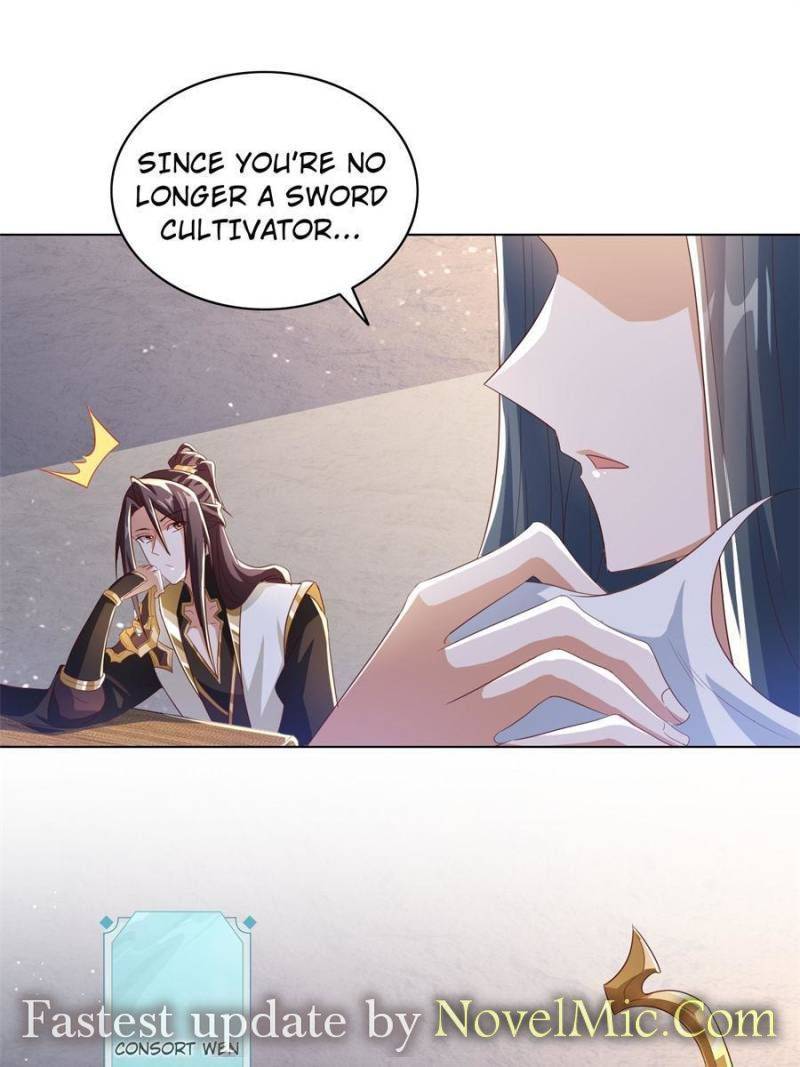 SINCE YOU'RE NO
LONGER A SWORD
CULTIVATOR...
Fastest update by NovelMic.Com
CONSORT WEN